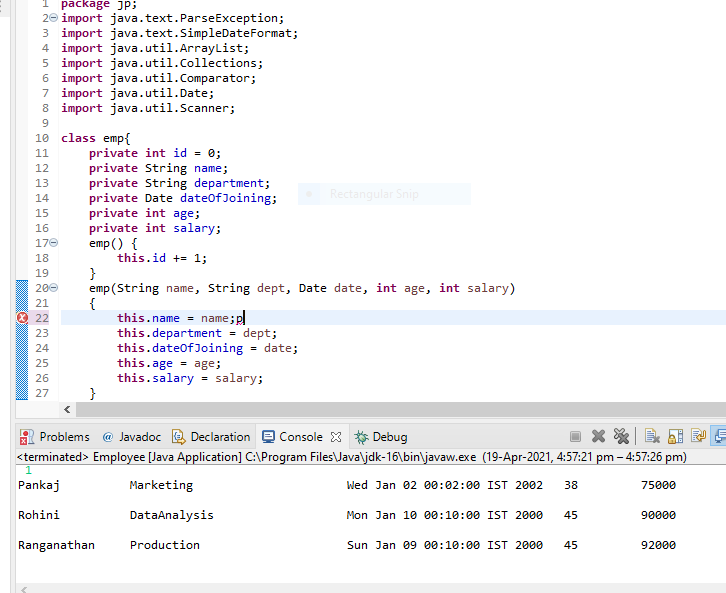 1 package jp;
2 import java.text.ParseException;
3 import java.text.SimpleDateFormat;
4 import java.util.ArrayList;
5 import java.util.Collections;
6 import java.util.Comparator;
7 import java.util.Date;
8 import java.util.Scanner;
9
10 class emp{
11 private int id = 0;
12 private String name;
13 private String department;
14 private Date dateOfJoining;
Rectangular Snip
15 private int age;
16 private int salary;
17 emp() {
18 this.id += 1;
19 }
20 emp(String name, String dept, Date date, int age, int salary)
21 {
22 this.name = name;p
23 this.department = dept;
24 this.dateOfJoining = date;
25 this.age = age;
26 this.salary = salary;
27 }
Problems @ Javadoc Declaration Console Debug
<terminated> Employee [Java Application] C:\Program Files\Java\jdk-16\bin\javaw.exe (19-Apr-2021, 4:57:21 pm – 4:57:26 pm)
1
Pankaj Marketing Wed Jan 02 00:02:00 IST 2002 38 75000
Rohini DataAnalysis Mon Jan 10 00:10:00 IST 2000 45 90000
Ranganathan Production Sun Jan 09 00:10:00 IST 2000 45 92000